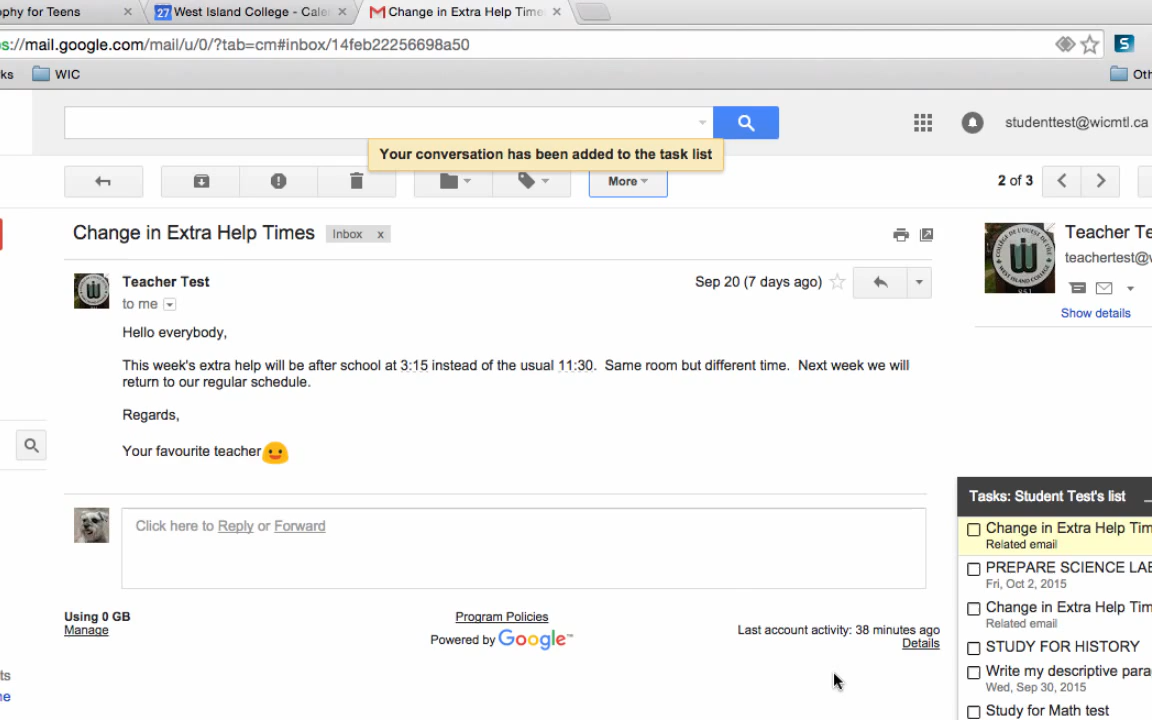 ophy for Teens × 27 West Island College - Cale × Change in Extra Help Time ×
s://mail.google.com/mail/u/0/?tab=cm#inbox/14feb22256698a50 S
ks WIC Oth
studenttest@wicmtl.ca
Your conversation has been added to the task list
More 2 of 3
Change in Extra Help Times Inbox x
Teacher Te
teachertest@w
Show details
Teacher Test Sep 20 (7 days ago)
to me
Hello everybody,
This week's extra help will be after school at 3:15 instead of the usual 11:30. Same room but different time. Next week we will
return to our regular schedule.
Regards,
Your favourite teacher
Click here to Reply or Forward
Using 0 GB
Manage
Program Policies
Powered by Google™
Last account activity: 38 minutes ago
Details
Tasks: Student Test's list
Change in Extra Help Tim
Related email
PREPARE SCIENCE LAB
Fri, Oct 2, 2015
Change in Extra Help Tim
Related email
STUDY FOR HISTORY
Write my descriptive para
Wed, Sep 30, 2015
Study for Math test
ts
ne